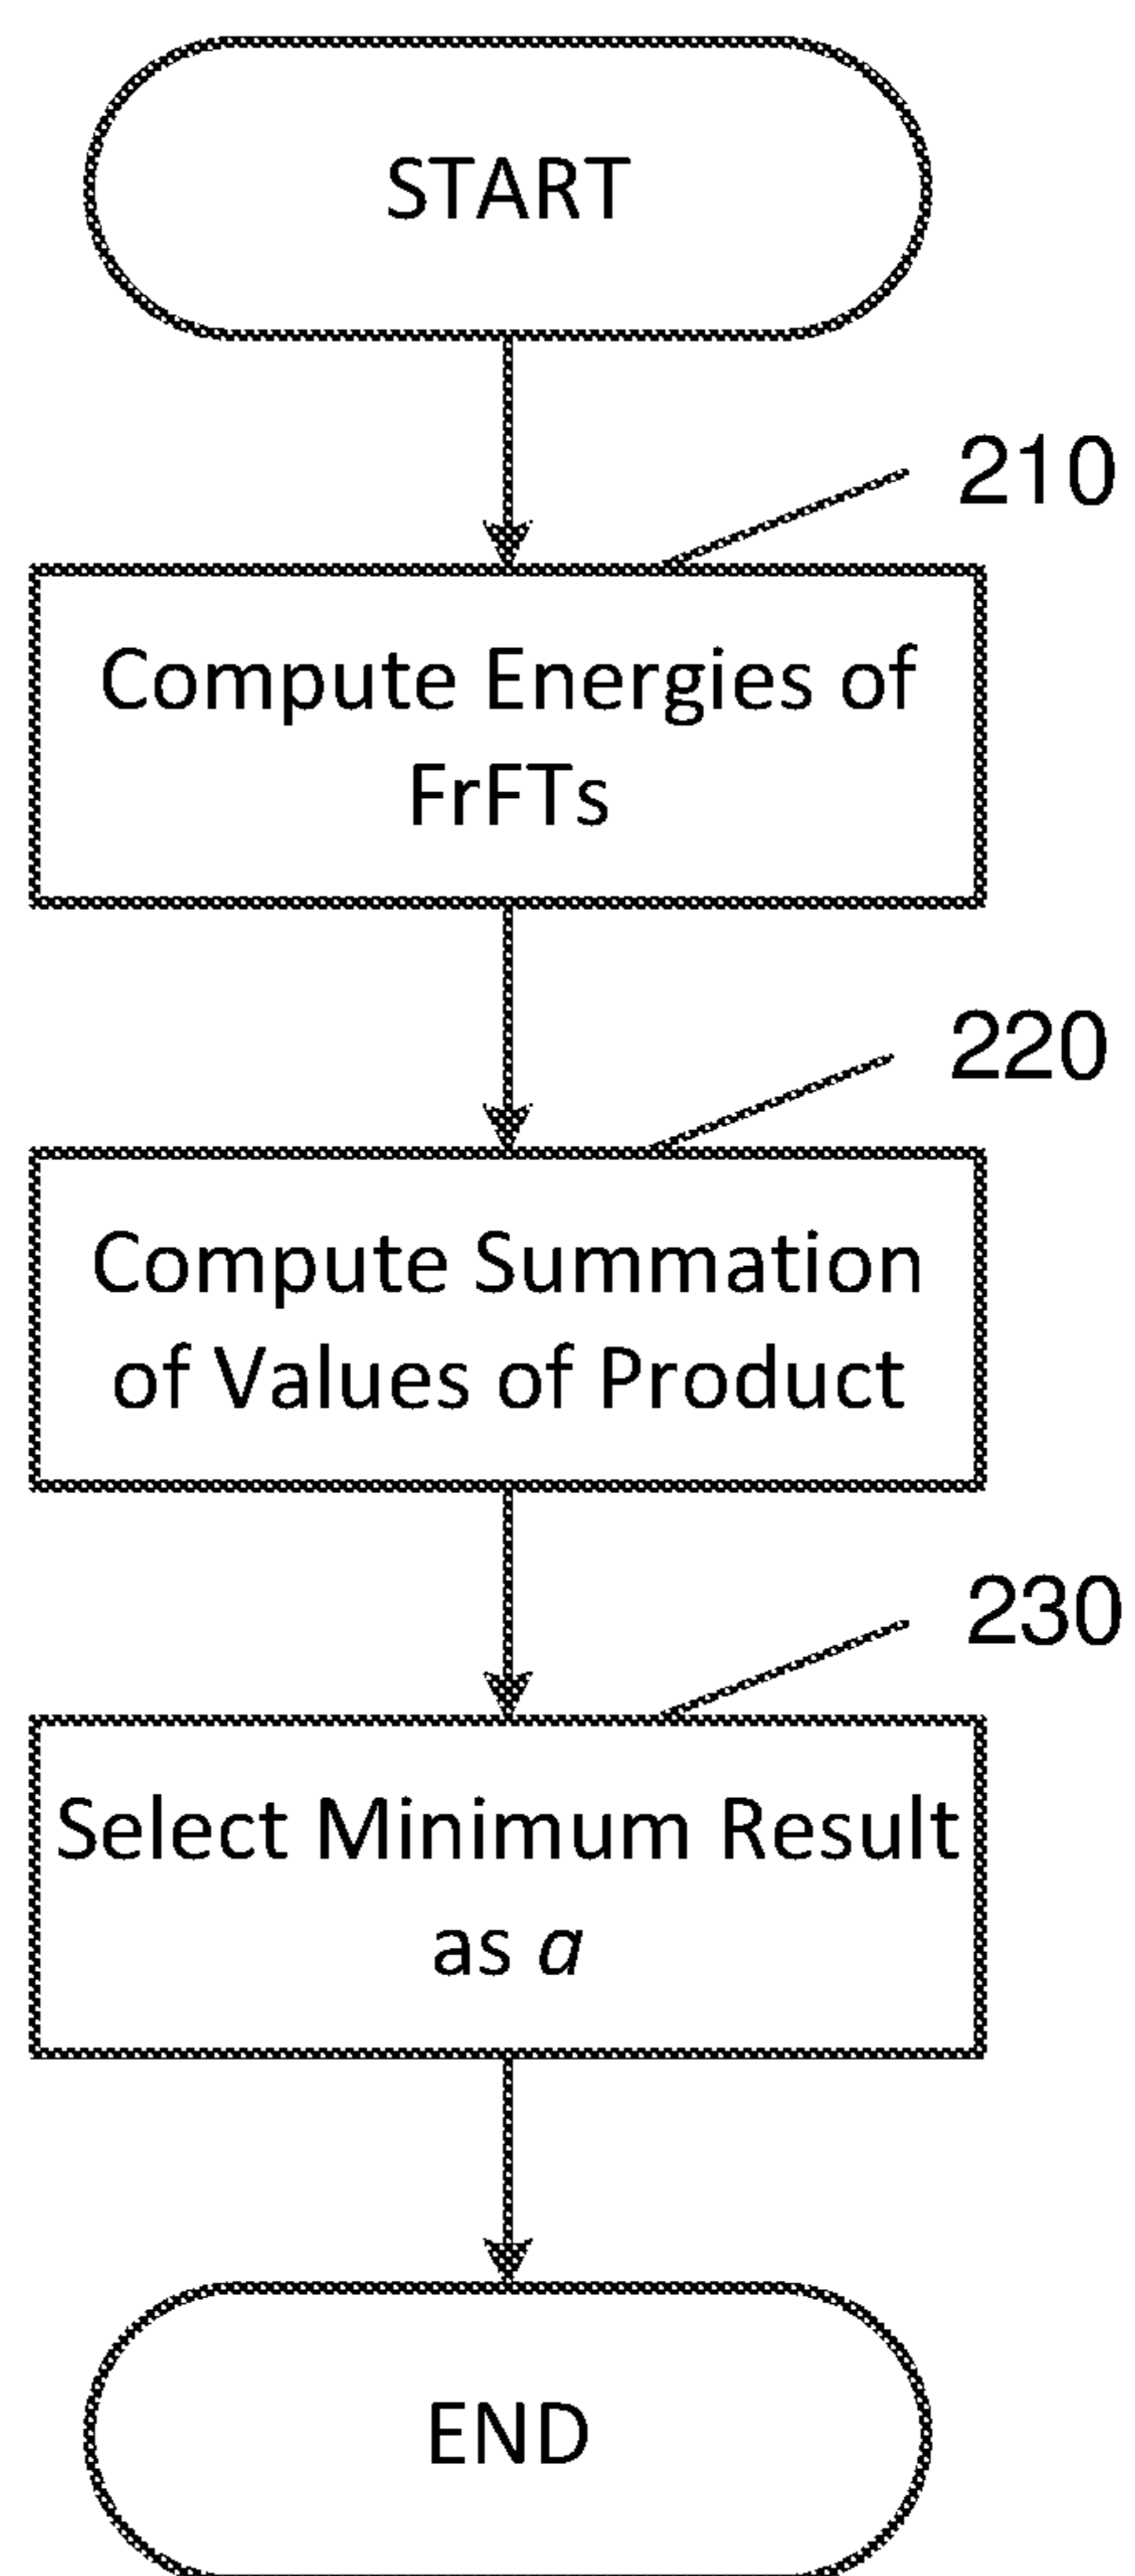 START
210
Compute Energies of
FrFTs
220
Compute Summation
of Values of Product
230
Select Minimum Result
as a
END